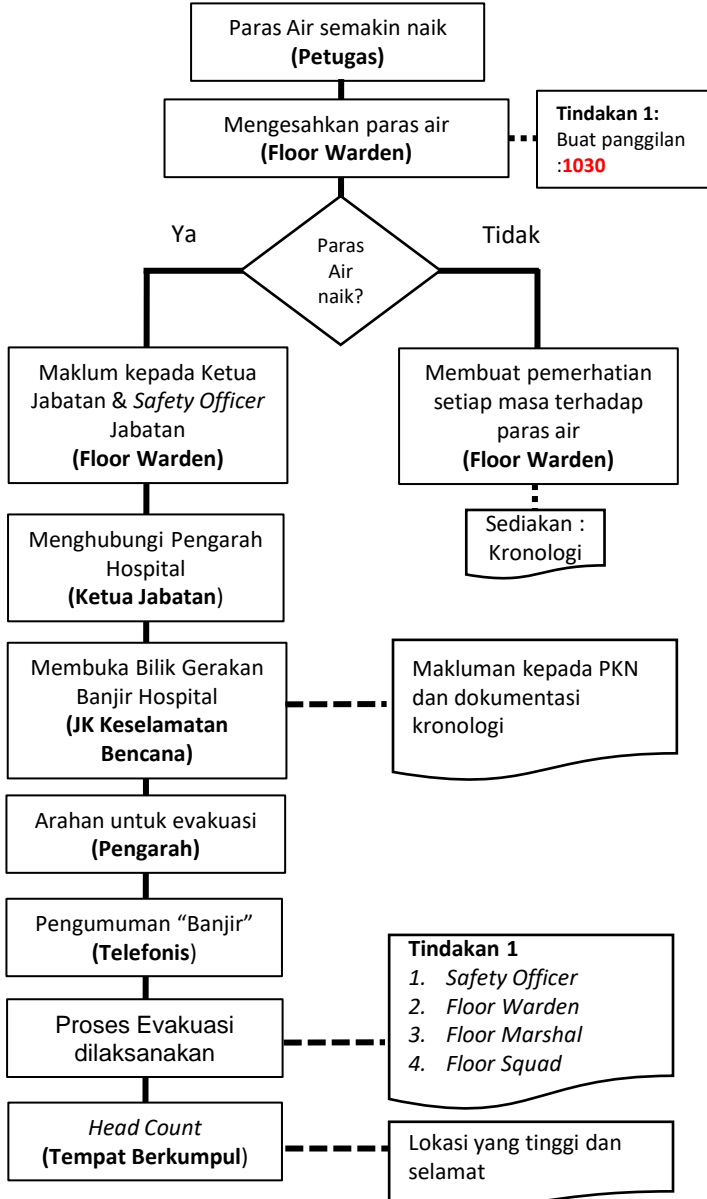 Paras Air semakin naik
(Petugas)
Mengesahkan paras air
(Floor Warden)
Tindakan 1:
Buat panggilan
:1030
Ya
Paras
Air
naik?
Tidak
Maklum kepada Ketua
Jabatan & Safety Officer
Jabatan
(Floor Warden)
Membuat pemerhatian
setiap masa terhadap
paras air
(Floor Warden)
Sediakan :
Kronologi
Menghubungi Pengarah
Hospital
(Ketua Jabatan)
Membuka Bilik Gerakan
Banjir Hospital
(JK Keselamatan
Bencana)
Makluman kepada PKN
dan dokumentasi
kronologi
Arahan untuk evakuasi
(Pengarah)
Pengumuman “Banjir”
(Telefonis)
Tindakan 1
1. Safety Officer
2. Floor Warden
3. Floor Marshal
4. Floor Squad
Proses Evakuasi
dilaksanakan
Head Count
(Tempat Berkumpul)
Lokasi yang tinggi dan
selamat